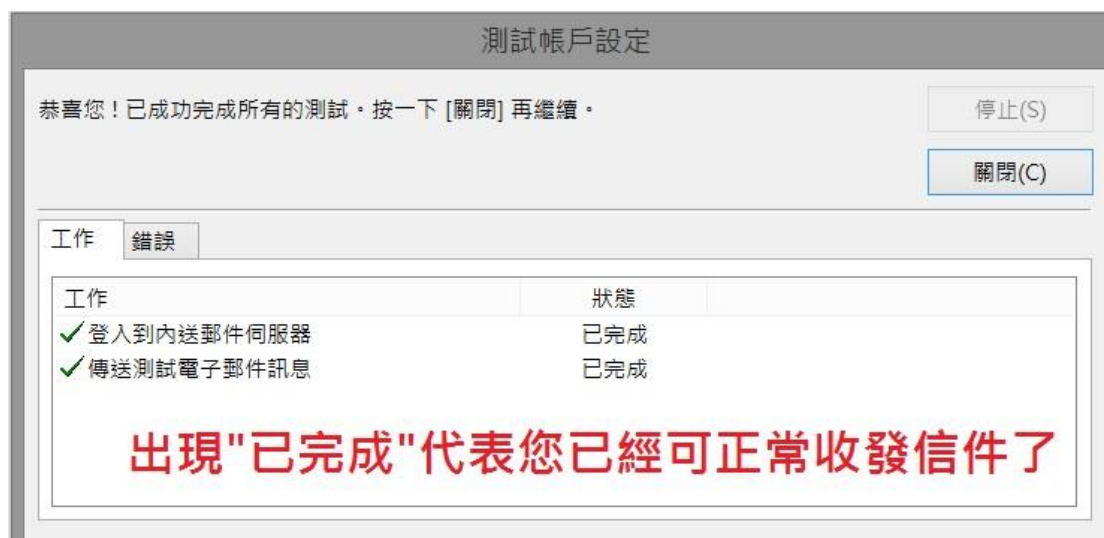 測試帳戶設定
恭喜您！已成功完成所有的測試。按一下 [關閉] 再繼續。
停止(S)
關閉(C)
工作
錯誤
工作 狀態
登入到內送郵件伺服器 已完成
傳送測試電子郵件訊息 已完成
出現"已完成"代表您已經可正常收發信件了